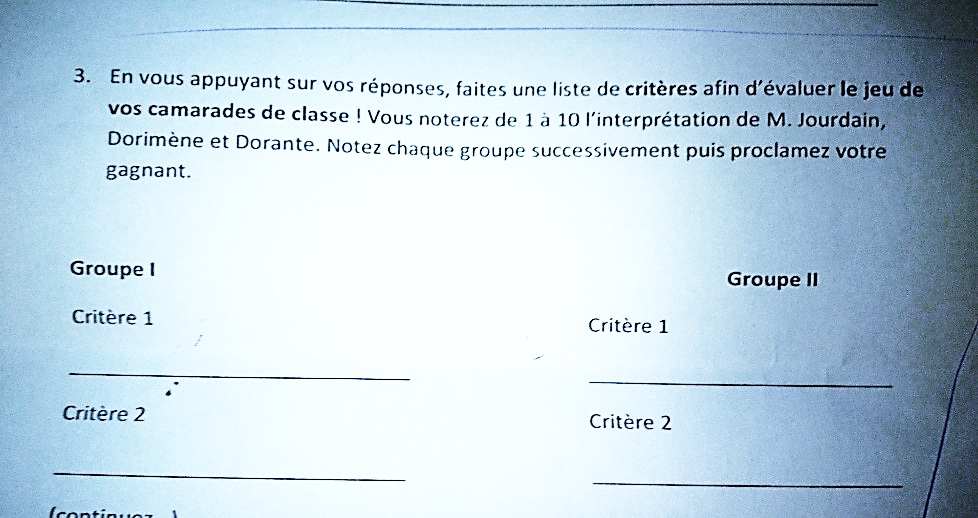 3. En vous appuyant sur vos réponses, faites une liste de critères afin d'évaluer le jeu de
vos camarades de classe ! Vous noterez de 1 à 10 l'interprétation de M. Jourdain,
Dorimène et Dorante. Notez chaque groupe successivement puis proclamez votre
gagnant.
Groupe I
Groupe II
Critère 1
Critère 1
Critère 2
Critère 2